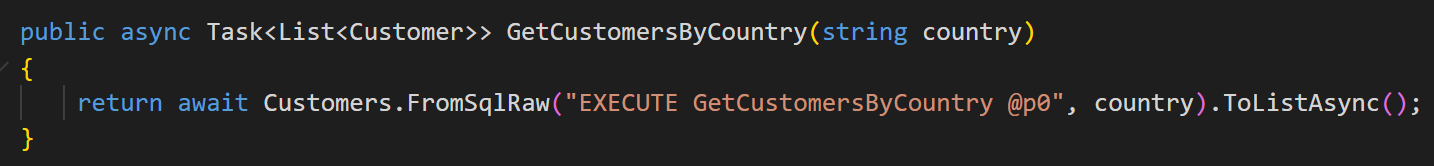 public async Task<List<Customer>> GetCustomersByCountry(string country)
{
return await Customers.FromSqlRaw("EXECUTE GetCustomersByCountry @p0", country).ToListAsync();
}